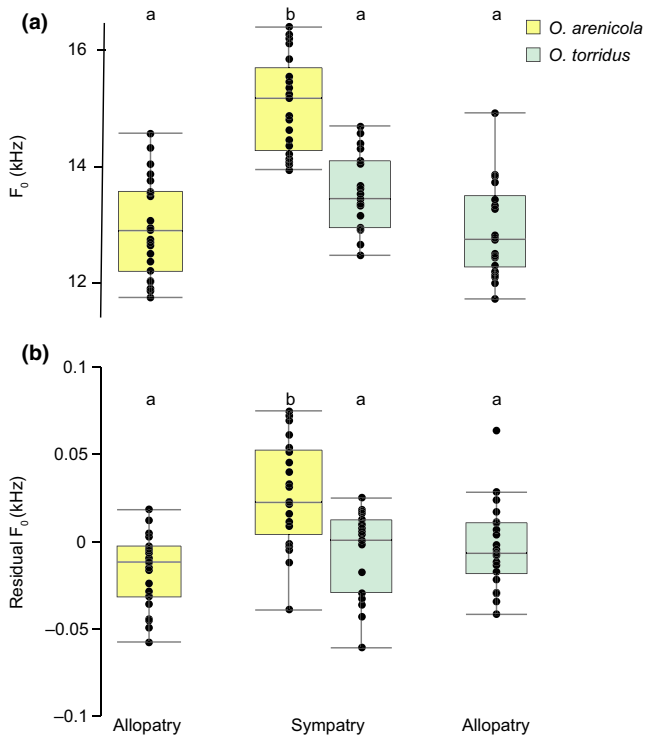 (a)
a b a a
O. arenicola
O. torridus
16
14
12
F₀ (kHz)
(b)
a b a a
0.1
0.05
0
–0.05
–0.1
Residual F₀ (kHz)
Allopatry Sympatry Allopatry